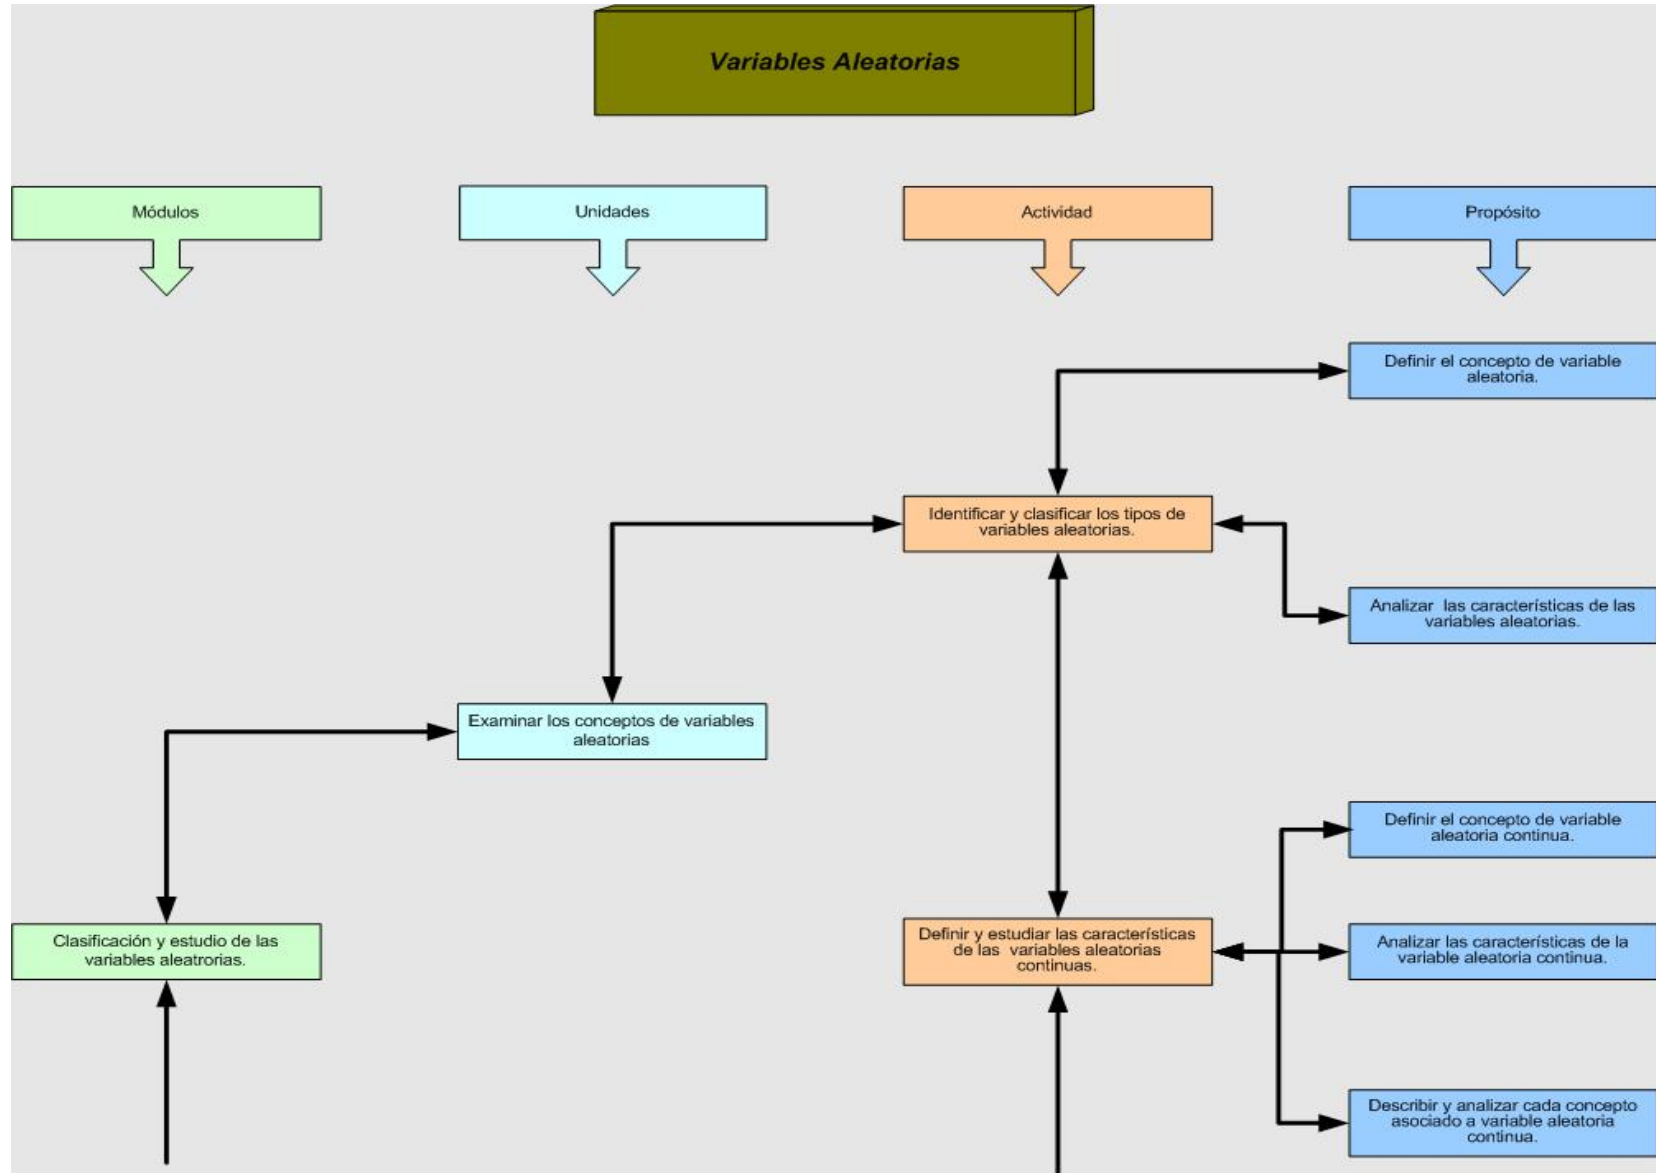 Variables Aleatorias
Módulos
Unidades
Actividad
Propósito
Definir el concepto de variable
aleatoria.
Identificar y clasificar los tipos de
variables aleatorias.
Analizar las características de las
variables aleatorias.
Examinar los conceptos de variables
aleatorias
Definir el concepto de variable
aleatoria continua.
Clasificación y estudio de las
variables aleatrorias.
Definir y estudiar las características
de las variables aleatorias
continuas.
Analizar las características de la
variable aleatoria continua.
Describir y analizar cada concepto
asociado a variable aleatoria
continua.